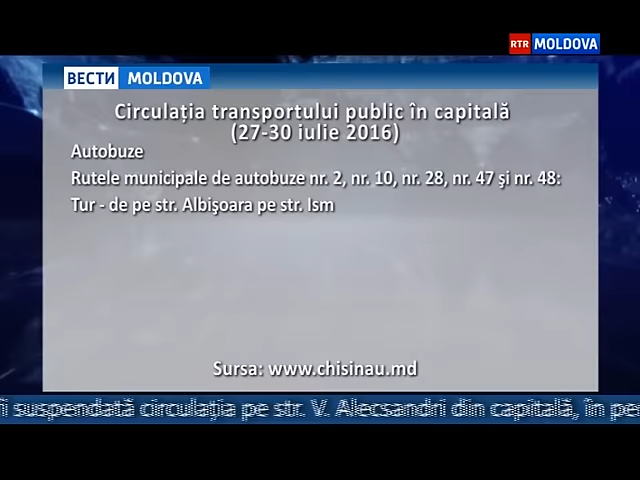 RTR MOLDOVA
ВЕСТИ MOLDOVA
Circulația transportului public în capitală
(27-30 iulie 2016)
Autobuze
Rutele municipale de autobuze nr. 2, nr. 10, nr. 28, nr. 47 şi nr. 48:
Tur - de pe str. Albişoara pe str. Ism
Sursa: www.chisinau.md
fi suspendată circulația pe str. V. Alecsandri din capitală, în pe